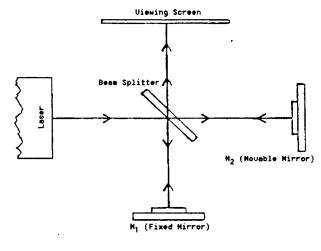 Viewing Screen
Beam Splitter
Laser
M2 (Movable Mirror)
M1 (Fixed Mirror)